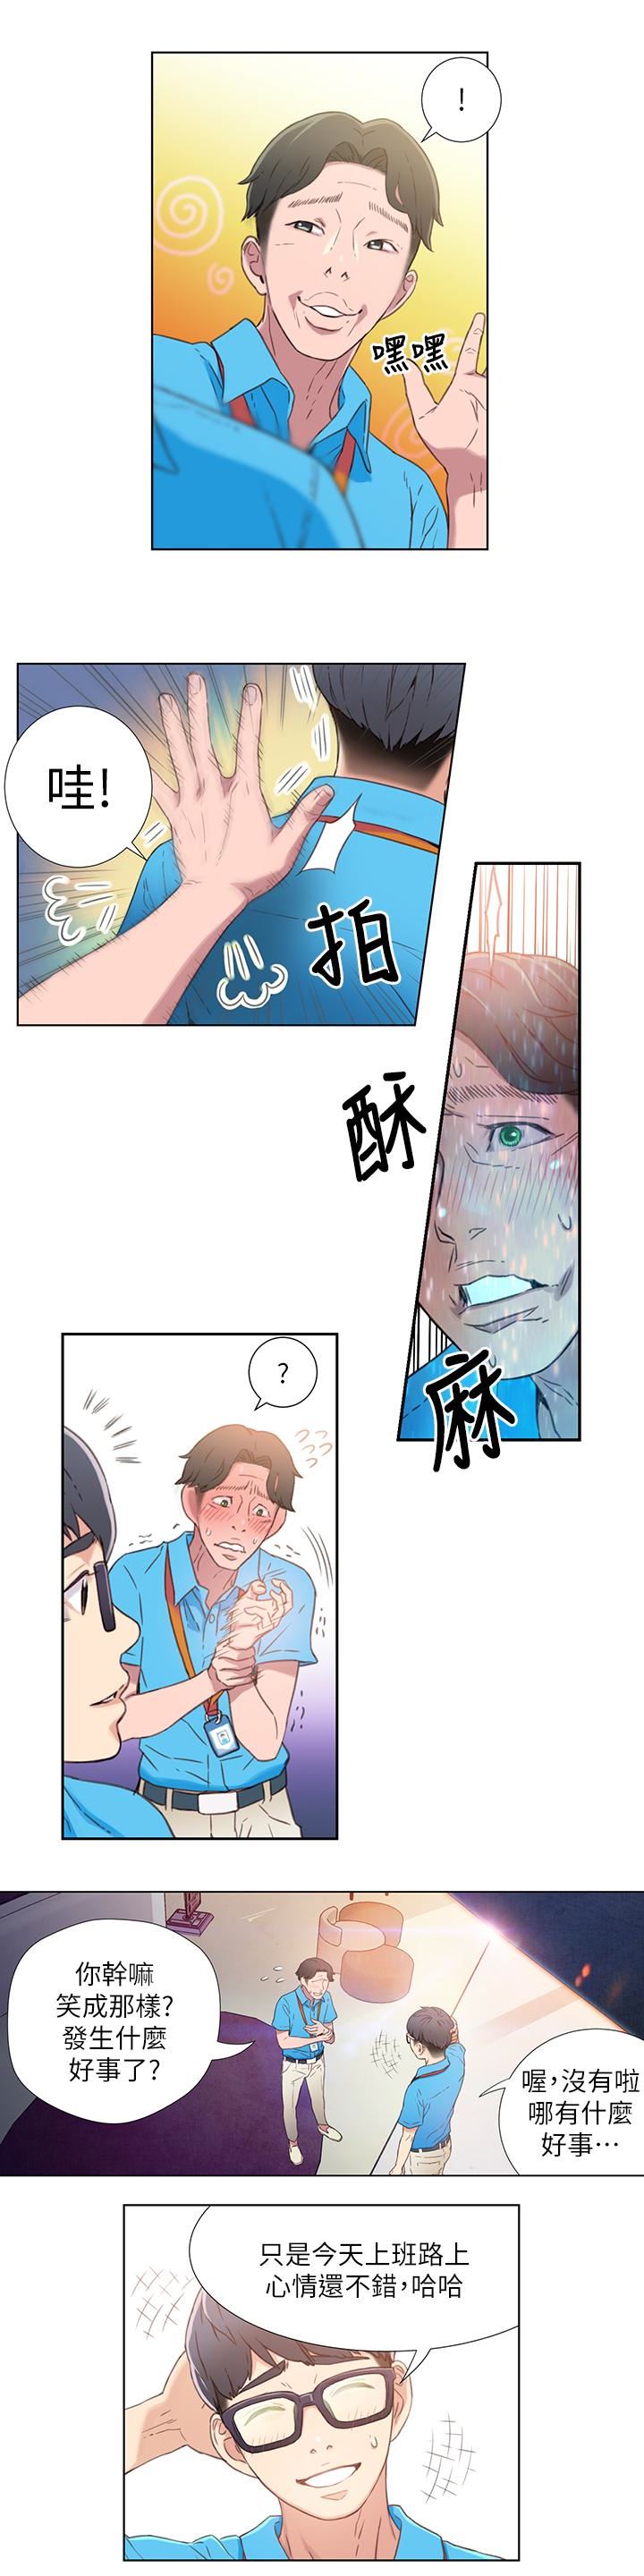 !
嘿嘿
哇!
拍
酥
麻
?
你幹嘛
笑成那樣?
發生什麼
好事了?
喔,沒有啦
哪有什麼
好事…
只是今天上班路上
心情還不錯,哈哈